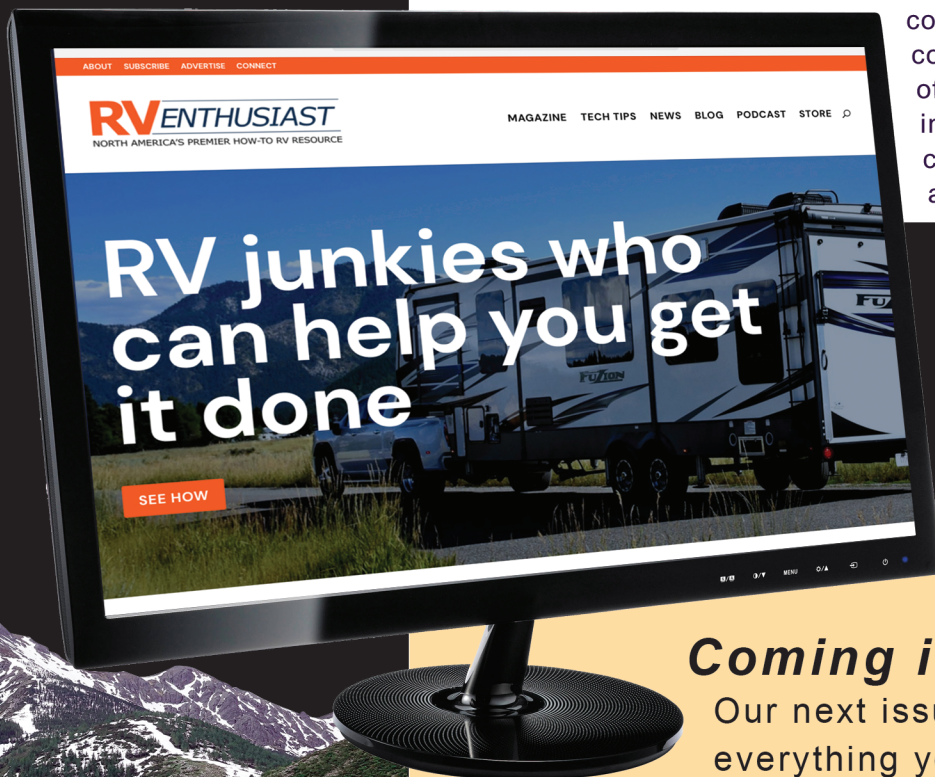 ABOUT SUBSCRIBE ADVERTISE CONNECT
RV ENTHUSIAST
NORTH AMERICA'S PREMIER HOW-TO RV RESOURCE
MAGAZINE TECH TIPS NEWS BLOG PODCAST STORE
RV junkies who
can help you get
it done
FUZION
SEE HOW
MENU
Coming
Our next
everything